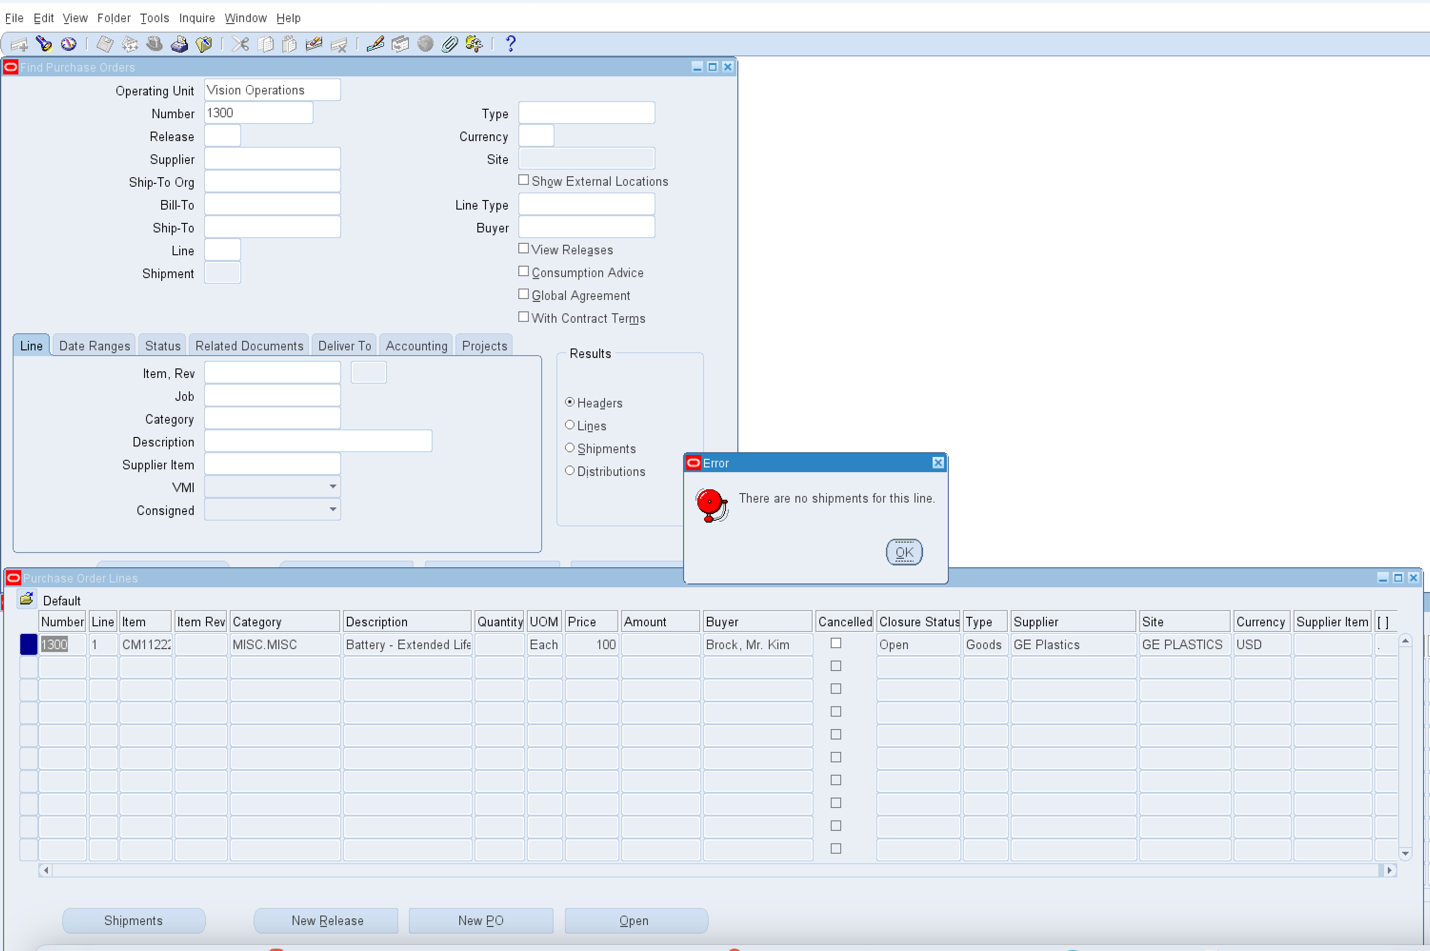 File Edit View Folder Tools Inquire Window Help
Find Purchase Orders
Operating Unit Vision Operations
Number 1300 Type
Release Currency
Supplier Site
Ship-To Org Show External Locations
Bill-To Line Type
Ship-To Buyer
Line View Releases
Shipment Consumption Advice
Global Agreement
With Contract Terms
Line Date Ranges Status Related Documents Deliver To Accounting Projects
Results
Item, Rev
Job Headers
Category Lines
Description Shipments
Supplier Item Distributions
VMI
Consigned
Error
There are no shipments for this line.
OK
Purchase Order Lines
Default
Number Line Item Item Rev Category Description Quantity UOM Price Amount Buyer Cancelled Closure Status Type Supplier Site Currency Supplier Item [ ]
1300 1 CM11222 MISC.MISC Battery - Extended Life Each 100 Brock, Mr. Kim Open Goods GE Plastics GE PLASTICS USD .
Shipments New Release New PO Open